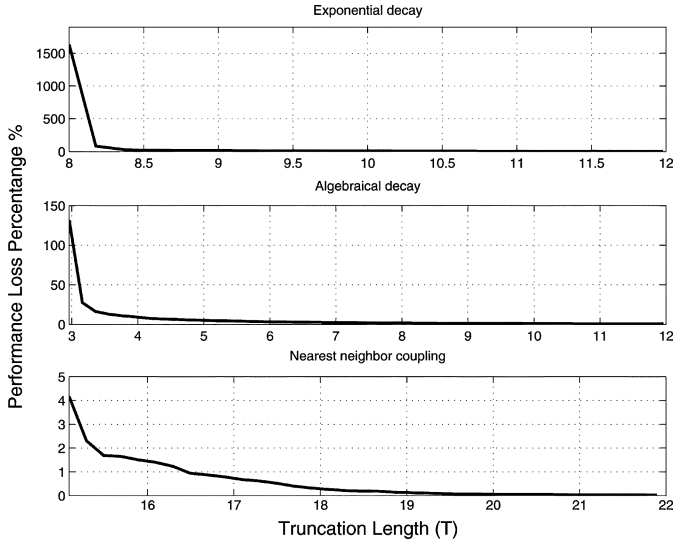 Exponential decay
1500
1000
500
0
8 8.5 9 9.5 10 10.5 11 11.5 12
Algebraical decay
150
100
50
0
3 4 5 6 7 8 9 10 11 12
Nearest neighbor coupling
5
4
3
2
1
0
16 17 18 19 20 21 22
Performance Loss Percentange %
Truncation Length (T)